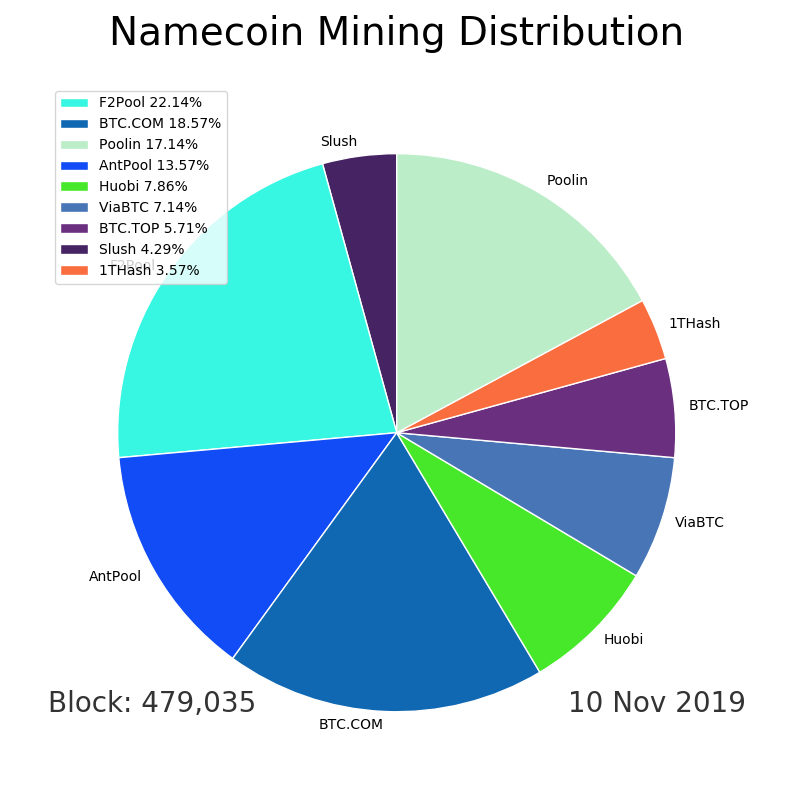 Namecoin Mining Distribution
F2Pool 22.14%
BTC.COM 18.57%
Poolin 17.14%
AntPool 13.57%
Huobi 7.86%
ViaBTC 7.14%
BTC.TOP 5.71%
Slush 4.29%
1THash 3.57%
Slush
Poolin
F2Pool
1THash
BTC.TOP
ViaBTC
AntPool
Huobi
BTC.COM
Block: 479,035
10 Nov 2019